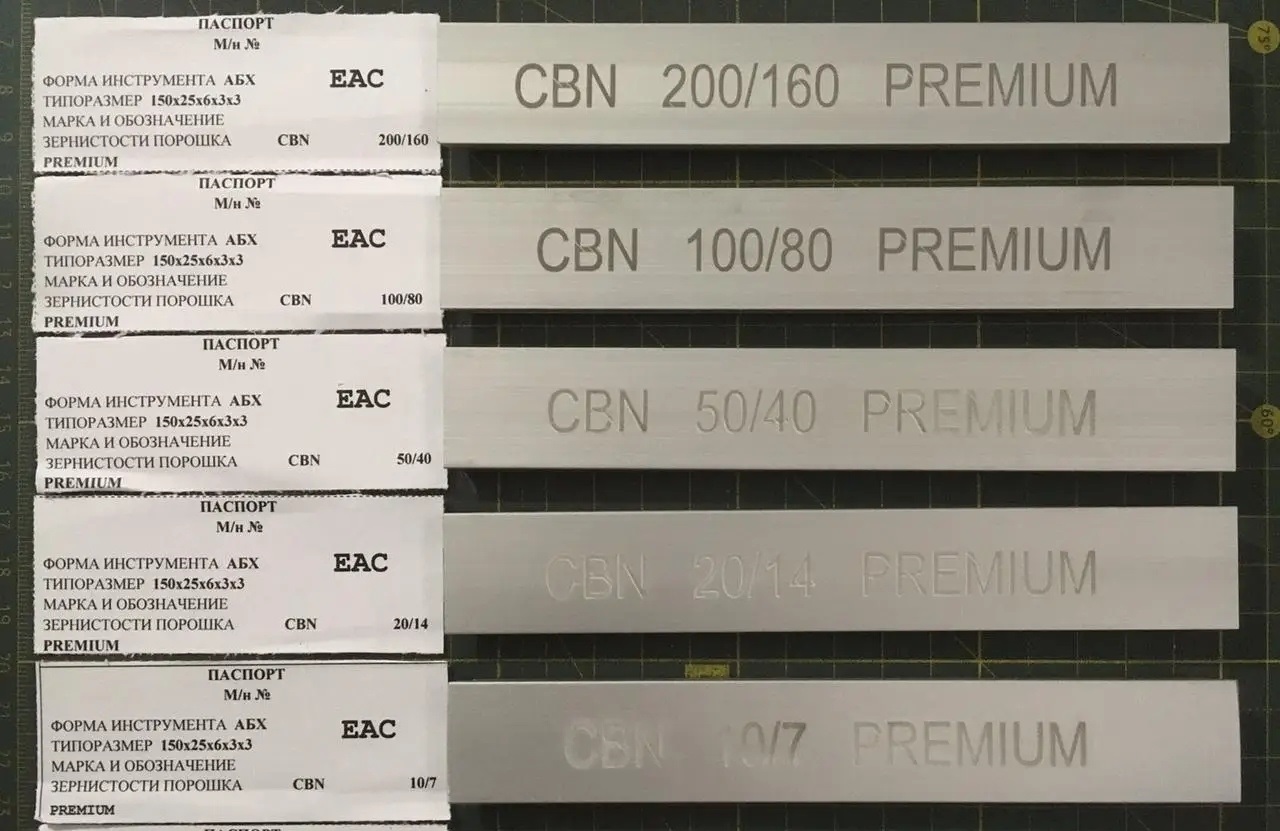 ПАСПОРТ
М/н №
ФОРМА ИНСТРУМЕНТА АБХ EAC
ТИПОРАЗМЕР 150x25x6x3x3
МАРКА И ОБОЗНАЧЕНИЕ
ЗЕРНИСТОСТИ ПОРОШКА CBN 200/160
PREMIUM
CBN 200/160 PREMIUM
ПАСПОРТ
М/н №
ФОРМА ИНСТРУМЕНТА АБХ EAC
ТИПОРАЗМЕР 150x25x6x3x3
МАРКА И ОБОЗНАЧЕНИЕ
ЗЕРНИСТОСТИ ПОРОШКА CBN 100/80
PREMIUM
CBN 100/80 PREMIUM
ПАСПОРТ
М/н №
ФОРМА ИНСТРУМЕНТА АБХ EAC
ТИПОРАЗМЕР 150x25x6x3x3
МАРКА И ОБОЗНАЧЕНИЕ
ЗЕРНИСТОСТИ ПОРОШКА CBN 50/40
PREMIUM
CBN 50/40 PREMIUM
ПАСПОРТ
М/н №
ФОРМА ИНСТРУМЕНТА АБХ EAC
ТИПОРАЗМЕР 150x25x6x3x3
МАРКА И ОБОЗНАЧЕНИЕ
ЗЕРНИСТОСТИ ПОРОШКА CBN 20/14
PREMIUM
CBN 20/14 PREMIUM
ПАСПОРТ
М/н №
ФОРМА ИНСТРУМЕНТА АБХ EAC
ТИПОРАЗМЕР 150x25x6x3x3
МАРКА И ОБОЗНАЧЕНИЕ
ЗЕРНИСТОСТИ ПОРОШКА CBN 10/7
PREMIUM
CBN 10/7 PREMIUM
75°
60°